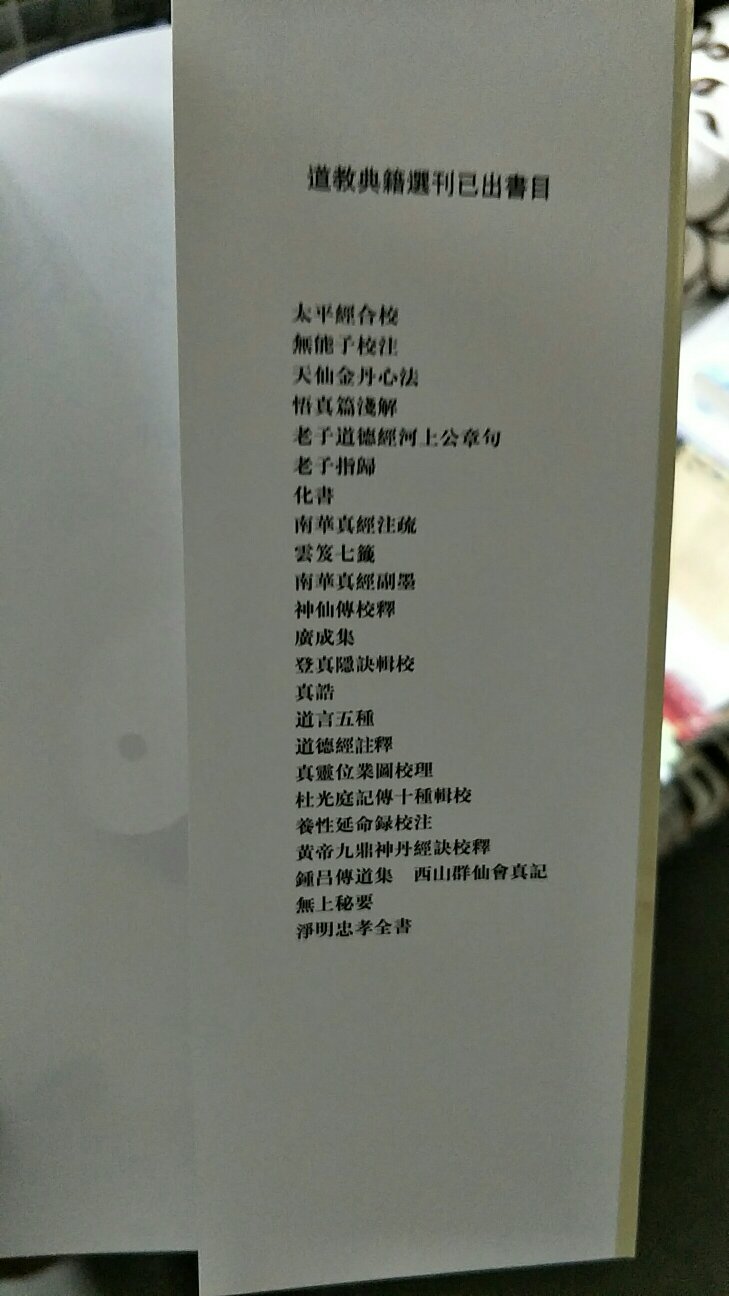 道教典籍選刊已出書目
太平經合校
無能子校注
天仙金丹心法
悟真篇淺解
老子道德經河上公章句
老子指歸
化書
南華真經注疏
雲笈七籤
南華真經副墨
神仙傳校釋
廣成集
登真隱訣輯校
真誥
道言五種
道德經註釋
真靈位業圖校理
杜光庭記傳十種輯校
養性延命録校注
黃帝九鼎神丹經訣校釋
鍾吕傳道集　西山群仙會真記
無上秘要
淨明忠孝全書